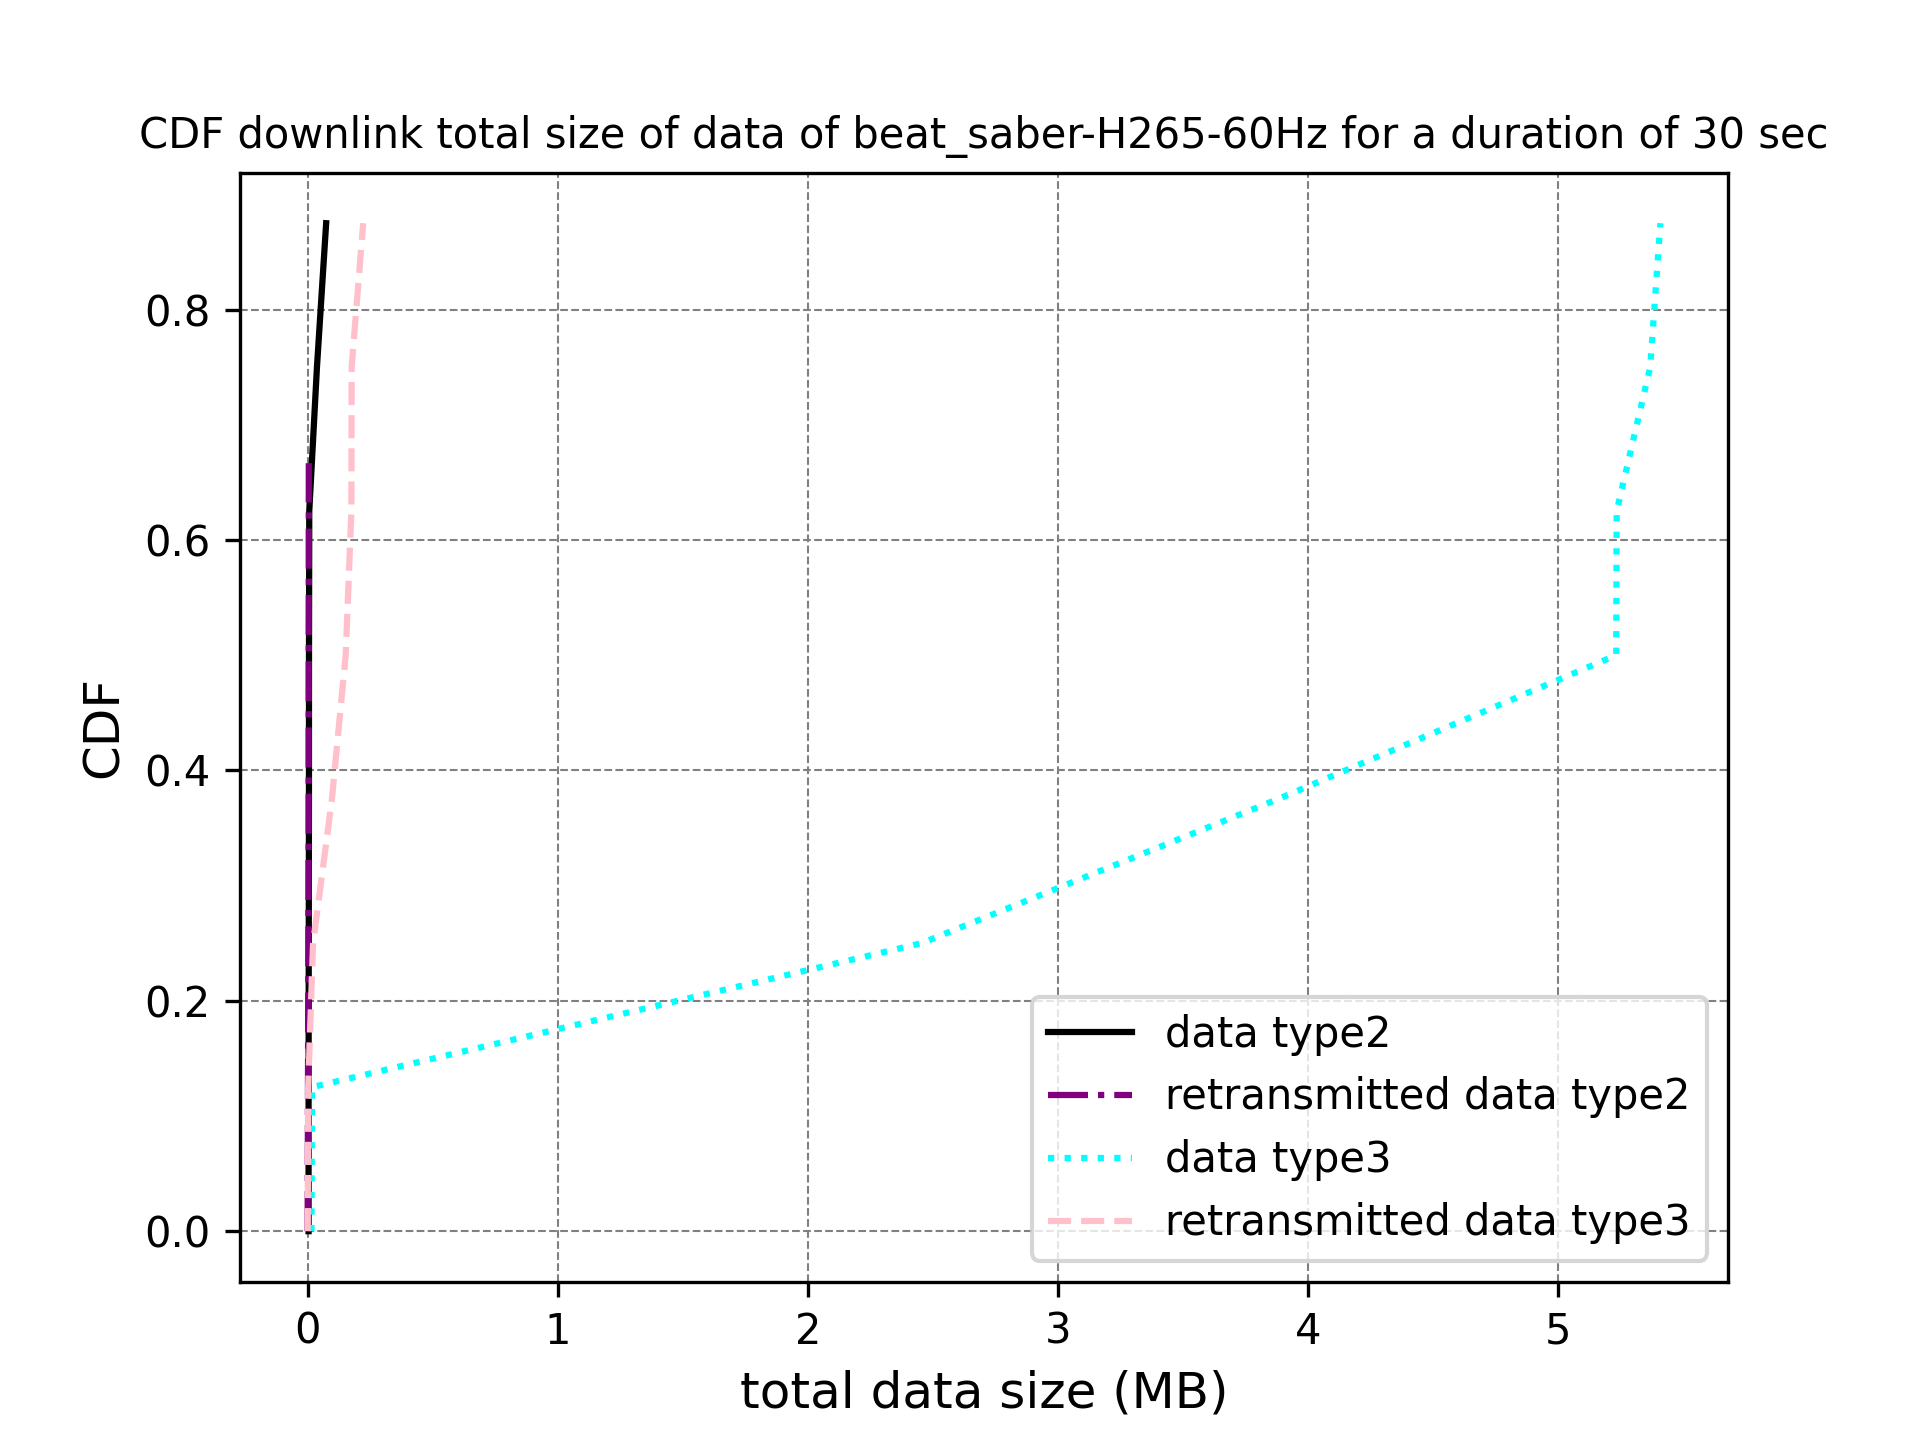 CDF downlink total size of data of beat_saber-H265-60Hz for a duration of 30 sec
CDF
0.8
0.6
0.4
0.2
0.0
data type2
retransmitted data type2
data type3
retransmitted data type3
0 1 2 3 4 5
total data size (MB)